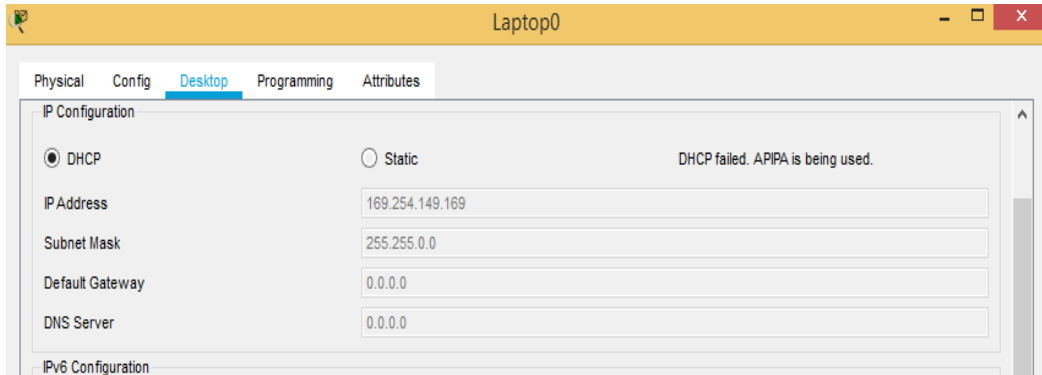 Laptop0
Physical Config Desktop Programming Attributes
IP Configuration
DHCP Static DHCP failed. APIPA is being used.
IP Address 169.254.149.169
Subnet Mask 255.255.0.0
Default Gateway 0.0.0.0
DNS Server 0.0.0.0
IPv6 Configuration